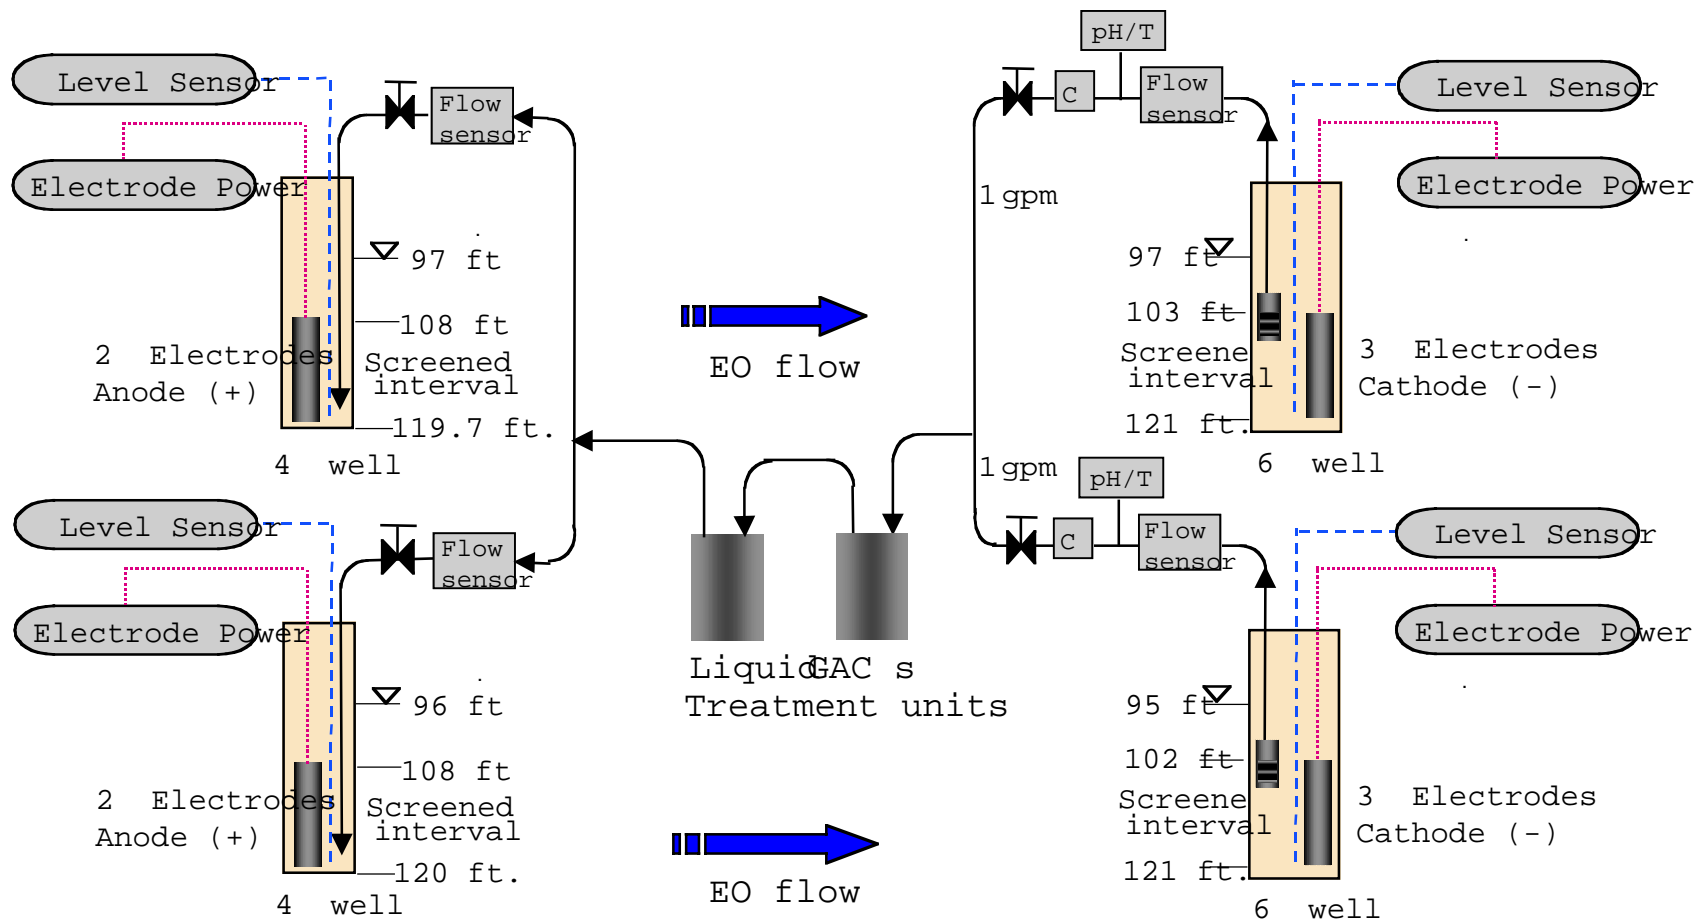 pH/T
Level Sensor
Flow
sensor
C
Flow
sensor
Level Sensor
Electrode Power
Electrode Power
1 gpm
97 ft
97 ft
108 ft
103 ft
2 Electrodes
Anode (+)
Screened
interval
EO flow
Screene
interval
3 Electrodes
Cathode (-)
119.7 ft.
121 ft.
4 well
1 gpm
6 well
pH/T
Level Sensor
Flow
sensor
C
Flow
sensor
Level Sensor
Electrode Power
Electrode Power
Liquid GAC s
Treatment units
96 ft
95 ft
108 ft
102 ft
2 Electrodes
Anode (+)
Screened
interval
Screene
interval
3 Electrodes
Cathode (-)
120 ft.
121 ft.
EO flow
4 well
6 well